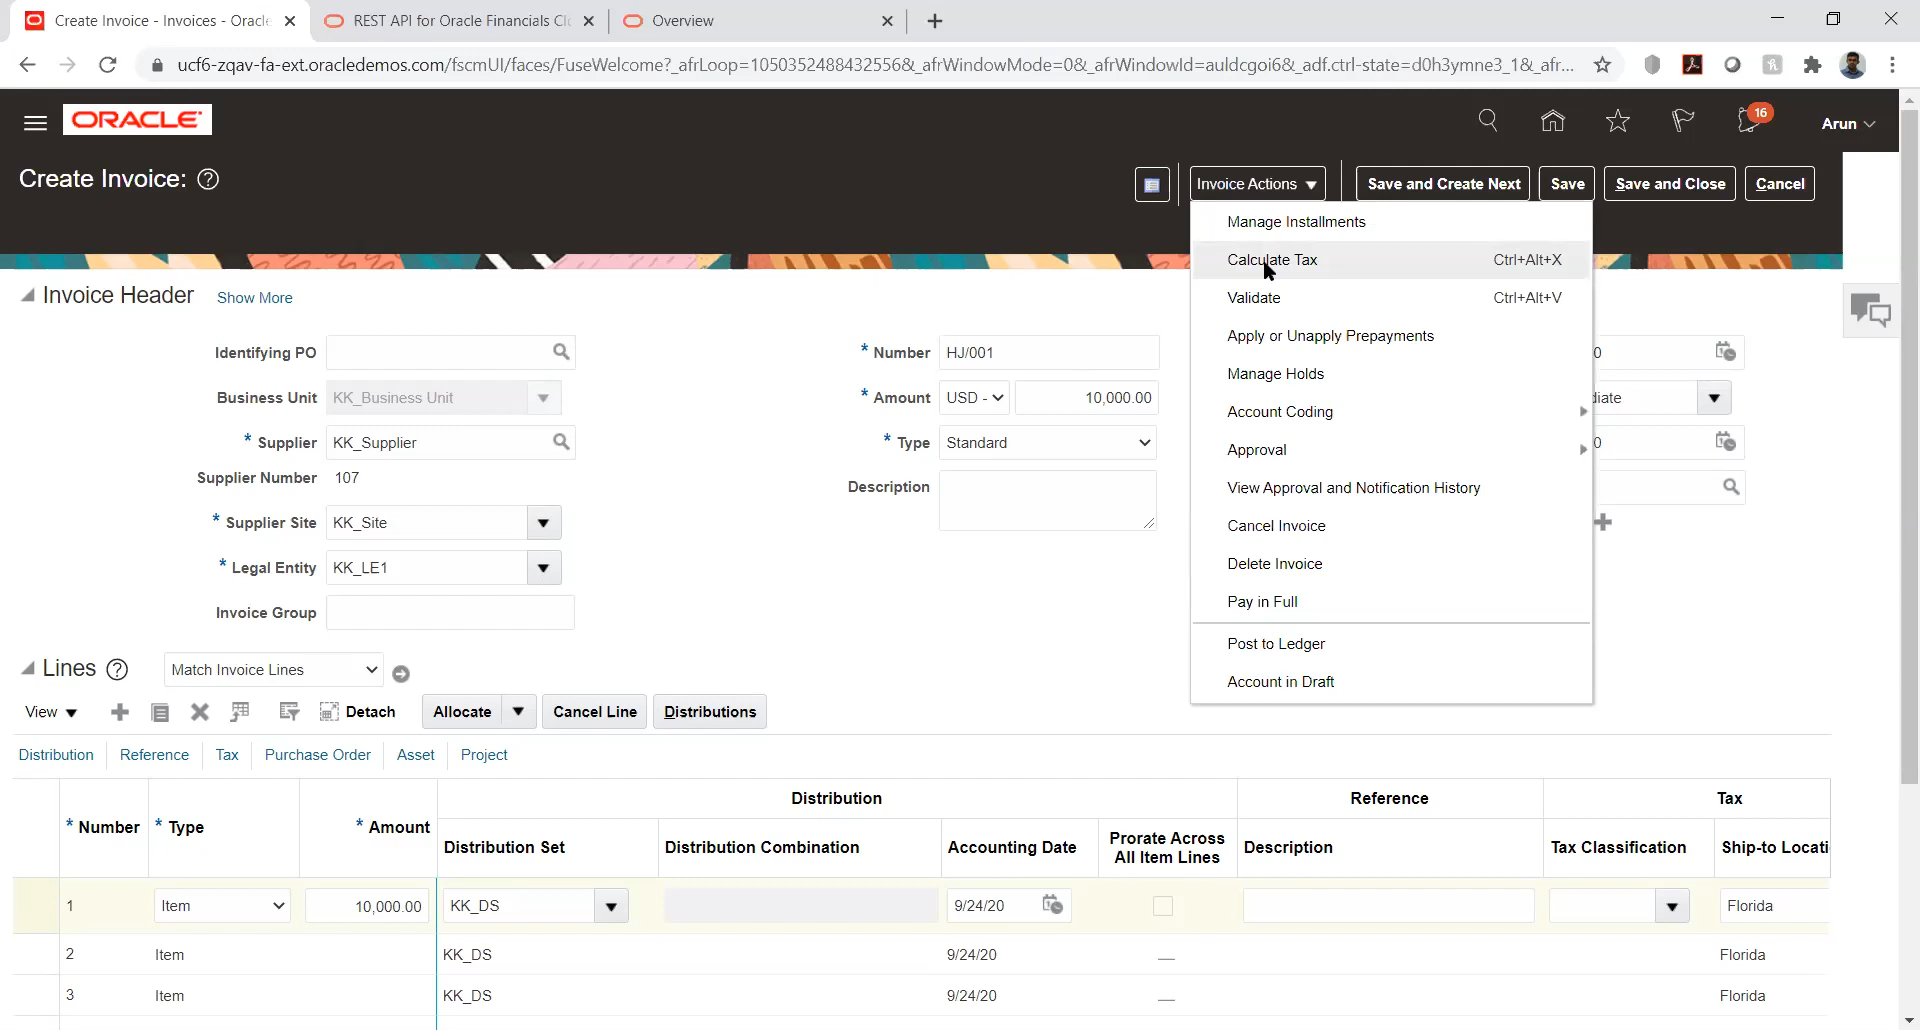 Create Invoice - Invoices - Oracle
REST API for Oracle Financials Clo
Overview
ucf6-zqav-fa-ext.oracledemos.com/fscmUI/faces/FuseWelcome?_afrLoop=10503524888432556&_afrWindowMode=0&_afrWindowId=auldcgoi6&_adf.ctrl-state=d0h3ymne3_1&_afr...
ORACLE
16
Arun
Create Invoice: ?
Invoice Actions
Save and Create Next
Save
Save and Close
Cancel
Manage Installments
Calculate Tax Ctrl+Alt+X
Validate Ctrl+Alt+V
Apply or Unapply Prepayments
Manage Holds
Account Coding
Approval
View Approval and Notification History
Cancel Invoice
Delete Invoice
Pay in Full
Post to Ledger
Account in Draft
Invoice Header Show More
Identifying PO
Business Unit KK_Business Unit
* Supplier KK_Supplier
Supplier Number 107
* Supplier Site KK_Site
* Legal Entity KK_LE1
Invoice Group
* Number HJ/001
* Amount USD - 10,000.00
* Type Standard
Description
0
diate
0
Lines ? Match Invoice Lines
View Detach Allocate Cancel Line Distributions
Distribution Reference Tax Purchase Order Asset Project
Distribution Reference Tax
* Number * Type * Amount Distribution Set Distribution Combination Accounting Date Prorate Across All Item Lines Description Tax Classification Ship-to Locati
1 Item 10,000.00 KK_DS 9/24/20 Florida
2 Item KK_DS 9/24/20 — Florida
3 Item KK_DS 9/24/20 — Florida